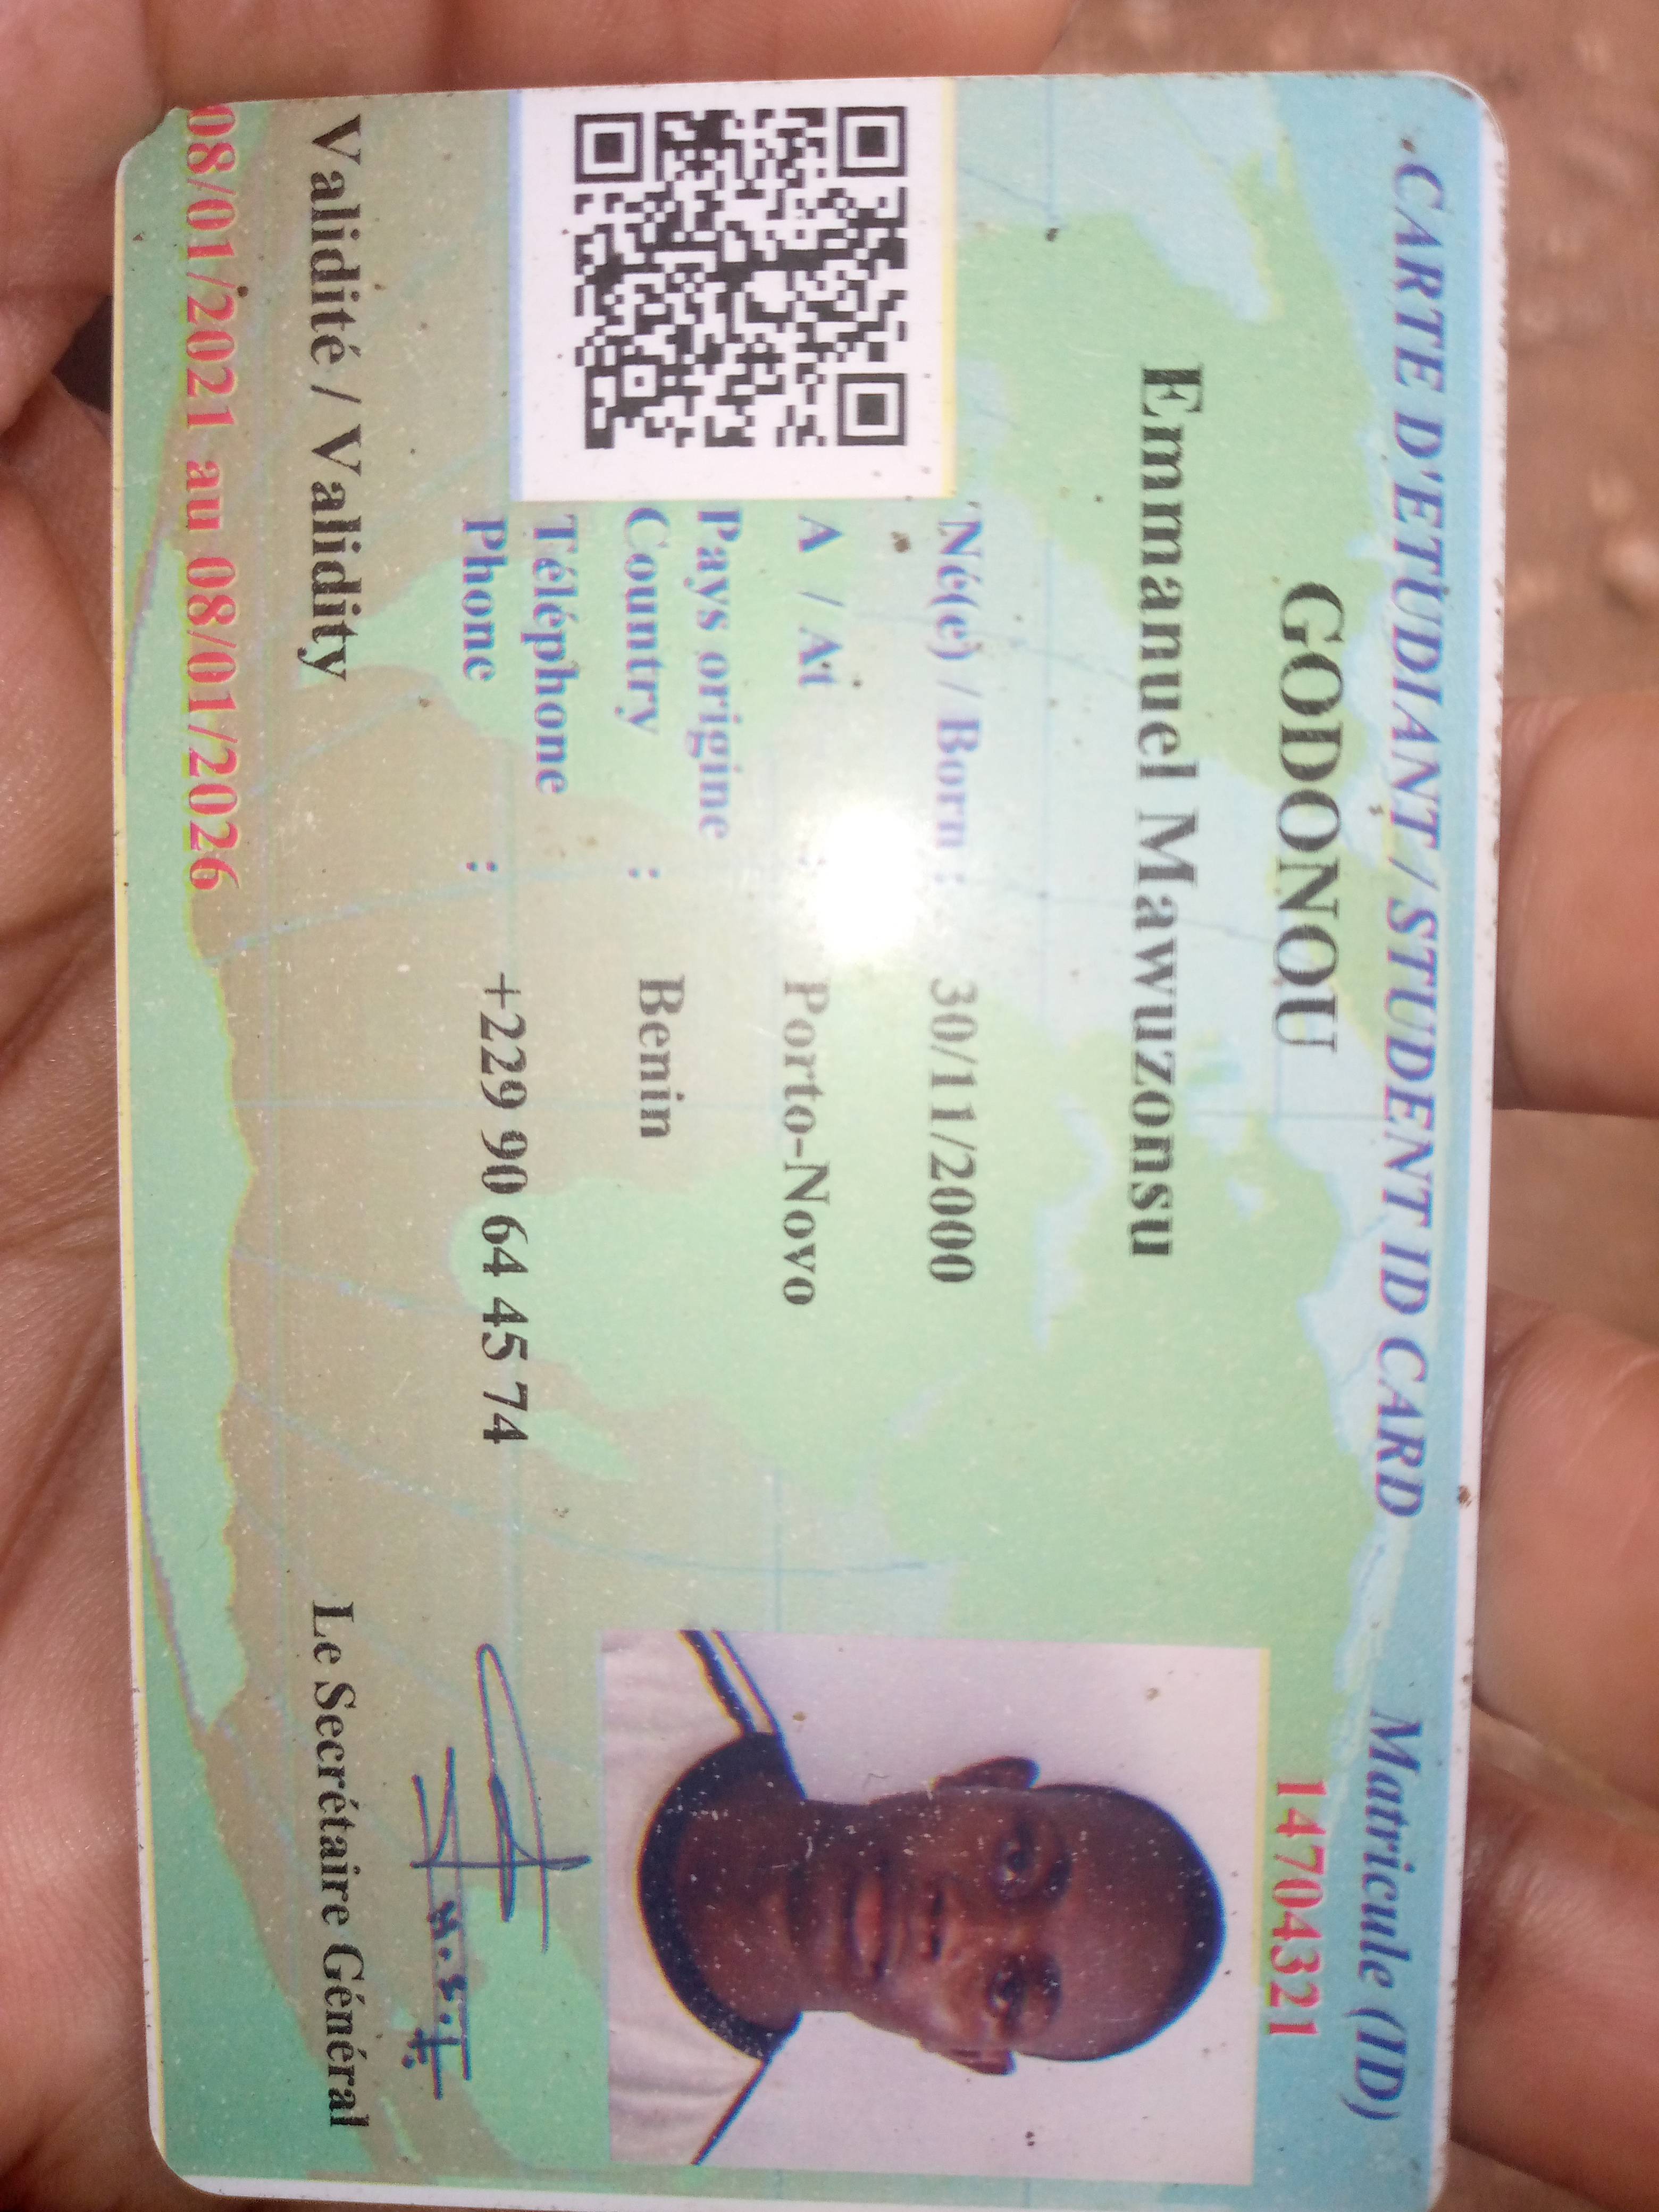 CARTE D'ETUDIANT / STUDENT ID CARD
Matricule (ID)
14704321
GODONOU
Emmanuel Mawuzonsu
Né(e) / Born : 30/11/2000
A / At : Porto-Novo
Pays origine
Country : Benin
Téléphone
Phone : +229 90 64 45 74
Validité / Validity
08/01/2021 au 08/01/2026
Le Secrétaire Général